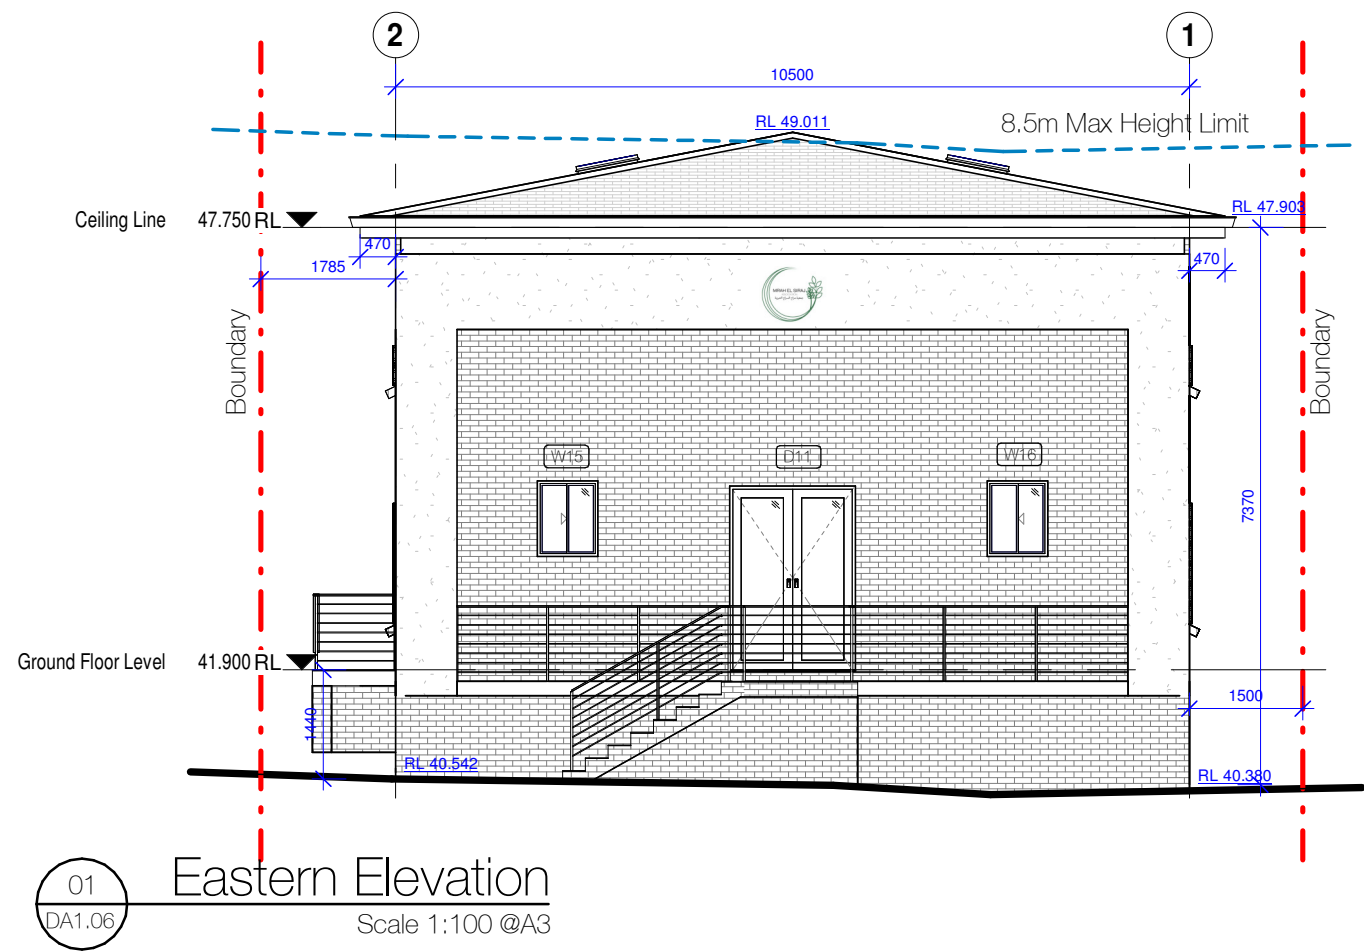 2
1
10500
RL 49.011
8.5m Max Height Limit
Ceiling Line 47.750 RL
RL 47.903
470
470
1785
Boundary
Boundary
W15
D11
W16
7370
Ground Floor Level 41.900 RL
1440
1500
RL 40.542
RL 40.380
01
DA1.06
Eastern Elevation
Scale 1:100 @A3